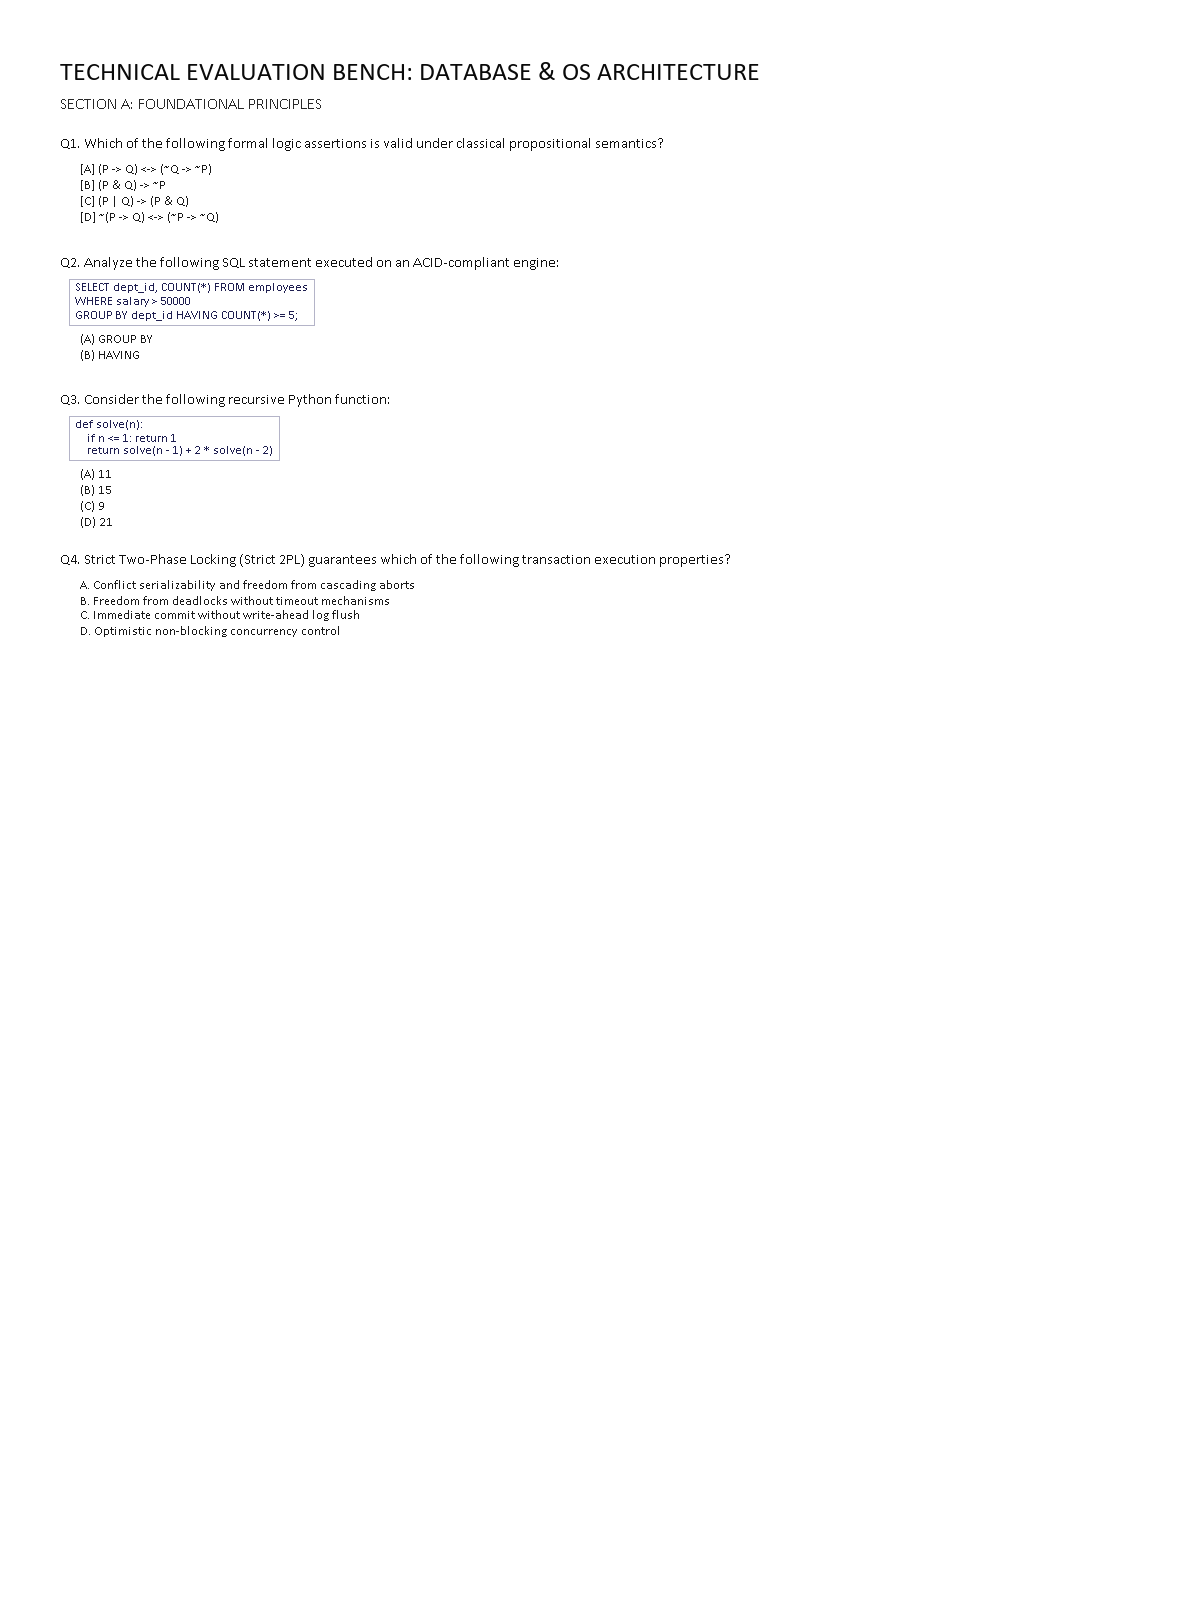 TECHNICAL EVALUATION BENCH: DATABASE & OS ARCHITECTURE
SECTION A: FOUNDATIONAL PRINCIPLES
Q1. Which of the following formal logic assertions is valid under classical propositional semantics?
[A] (P -> Q) <-> (~Q -> ~P)
[B] (P & Q) -> ~P
[C] (P | Q) -> (P & Q)
[D] ~(P -> Q) <-> (~P -> ~Q)
Q2. Analyze the following SQL statement executed on an ACID-compliant engine:
SELECT dept_id, COUNT(*) FROM employees
WHERE salary > 50000
GROUP BY dept_id HAVING COUNT(*) >= 5;
(A) GROUP BY
(B) HAVING
Q3. Consider the following recursive Python function:
def solve(n):
    if n <= 1: return 1
    return solve(n - 1) + 2 * solve(n - 2)
(A) 11
(B) 15
(C) 9
(D) 21
Q4. Strict Two-Phase Locking (Strict 2PL) guarantees which of the following transaction execution properties?
A. Conflict serializability and freedom from cascading aborts
B. Freedom from deadlocks without timeout mechanisms
C. Immediate commit without write-ahead log flush
D. Optimistic non-blocking concurrency control